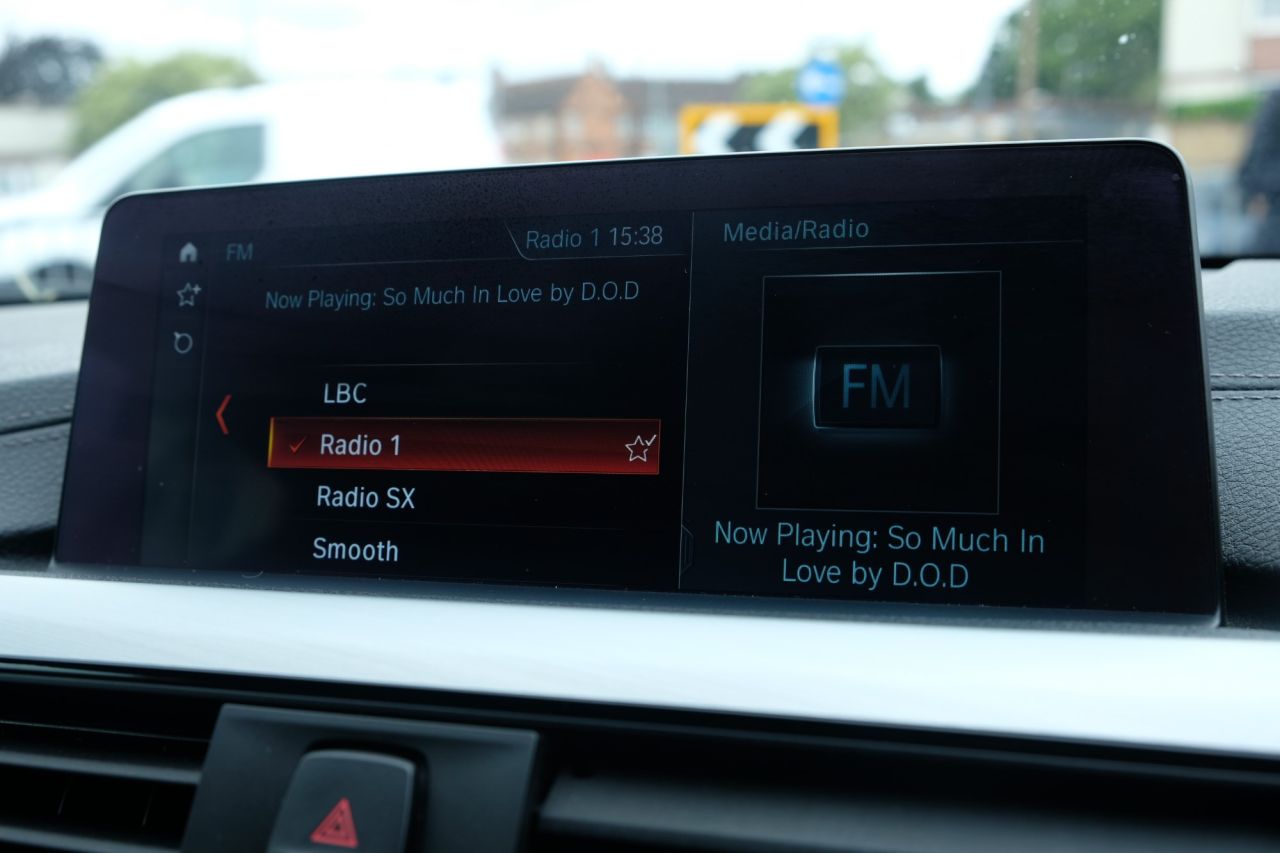 FM
Radio 1 15:38
Now Playing: So Much In Love by D.O.D
LBC
Radio 1
Radio SX
Smooth
Media/Radio
FM
Now Playing: So Much In
Love by D.O.D